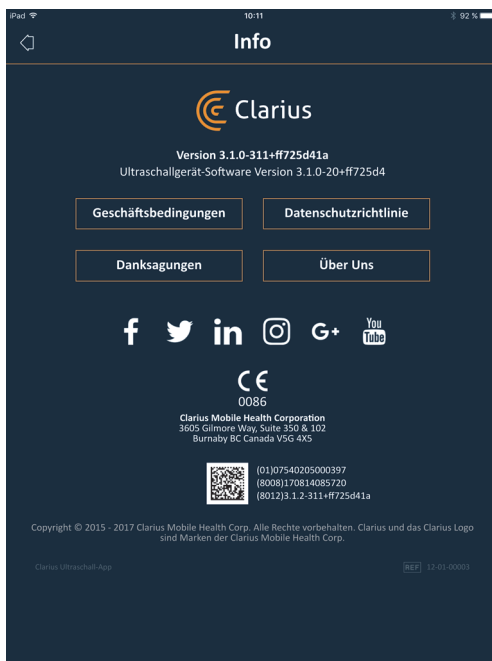 iPad 10:11 92 %
Info
Clarius
Version 3.1.0-311+ff725d41a
Ultraschallgerät-Software Version 3.1.0-20+ff725d4
Geschäftsbedingungen Datenschutzrichtlinie
Danksagungen Über Uns
f in G+ You Tube
CE
0086
Clarius Mobile Health Corporation
3605 Gilmore Way, Suite 350 & 102
Burnaby BC Canada V5G 4X5
(01)07540205000397
(8008)170814085720
(8012)3.1.2-311+ff725d41a
Copyright © 2015 - 2017 Clarius Mobile Health Corp. Alle Rechte vorbehalten. Clarius und das Clarius Logo
sind Marken der Clarius Mobile Health Corp.
Clarius Ultraschall-App REF 12-01-00003